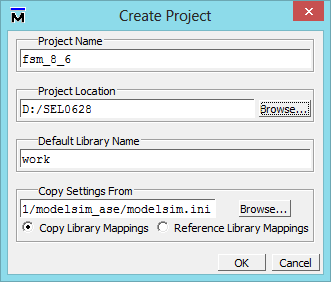 Create Project
Project Name
fsm_8_6
Project Location
D:/SEL0628
Browse...
Default Library Name
work
Copy Settings From
1/modelsim_ase/modelsim.ini
Browse...
Copy Library Mappings
Reference Library Mappings
OK
Cancel